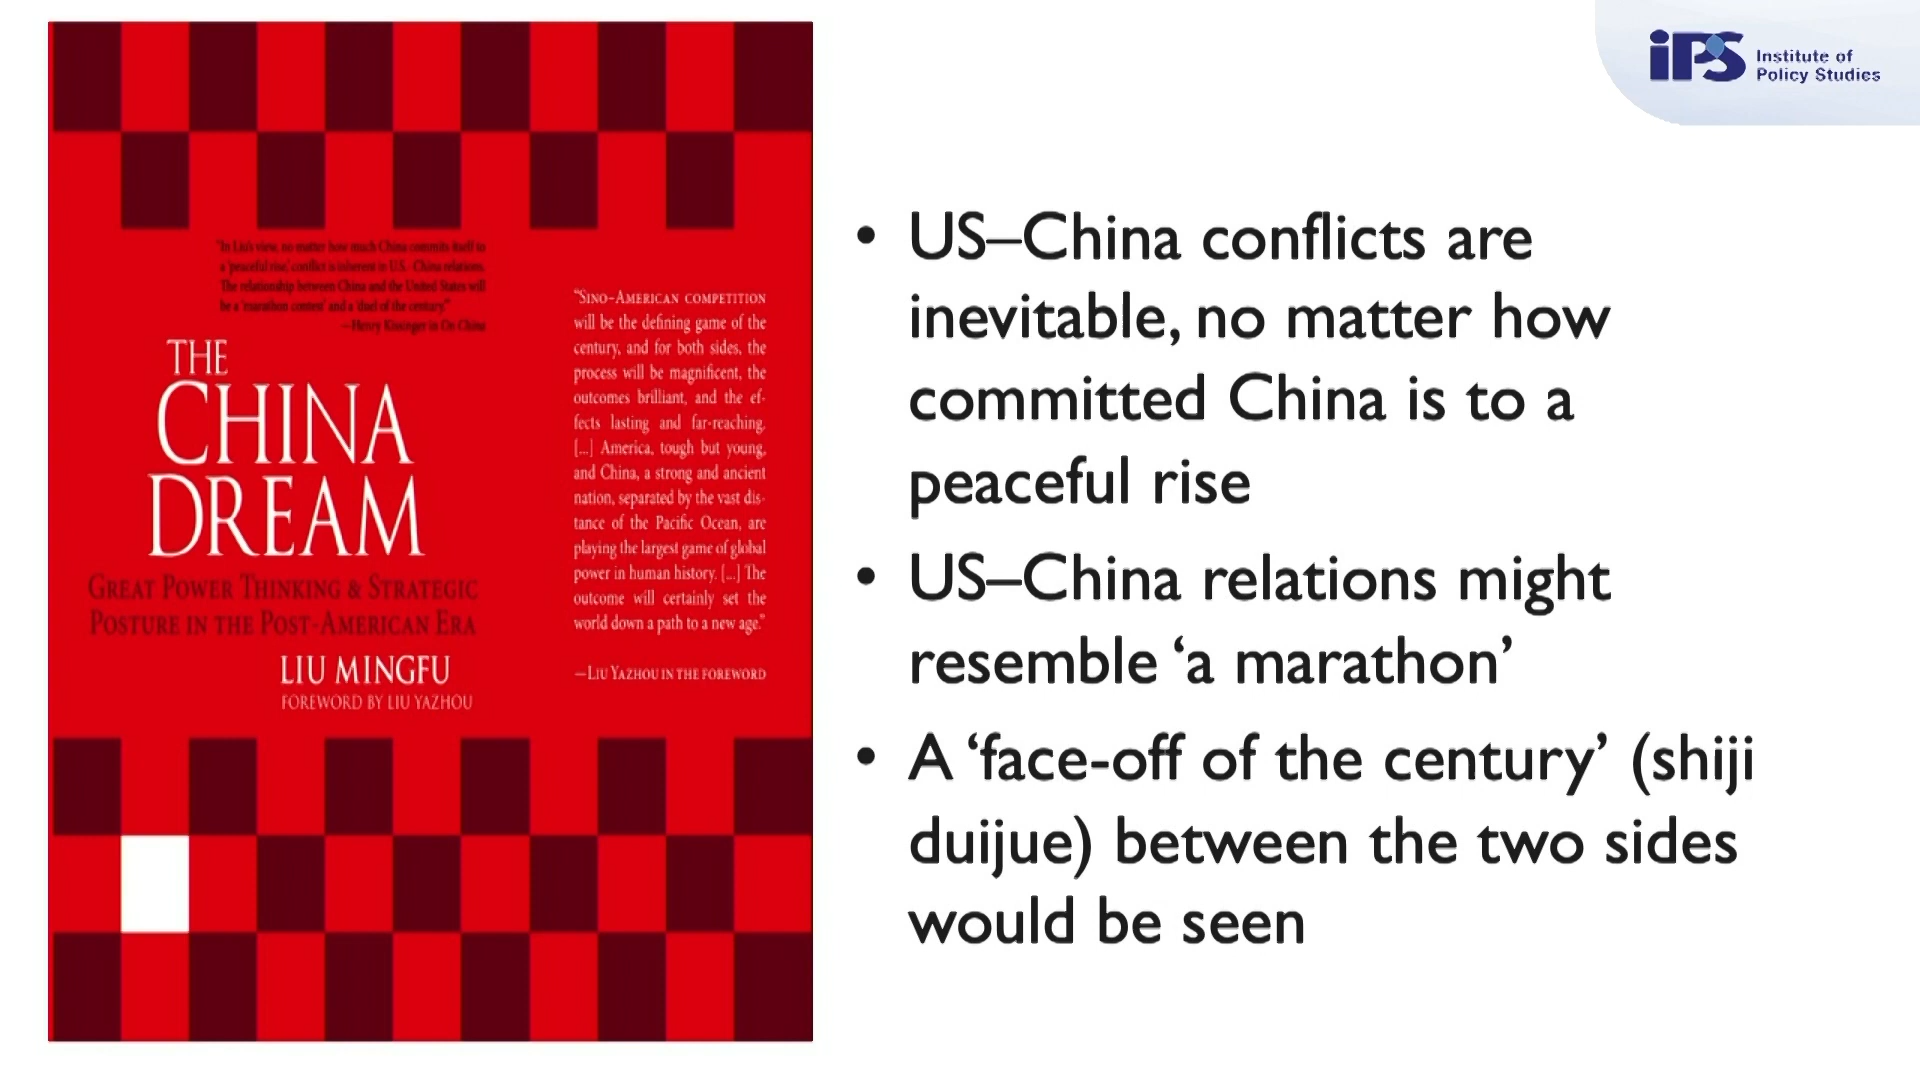 iPS Institute of
Policy Studies
"In Liu's view, no matter how much China commits itself to
a 'peaceful rise,' conflict is inherent in U.S. China relations.
The relationship between China and the United States will
be a 'marathon contest' and a 'duel of the century.'"
—Henry Kissinger in On China
THE
CHINA
DREAM
GREAT POWER THINKING & STRATEGIC
POSTURE IN THE POST-AMERICAN ERA
LIU MINGFU
FOREWORD BY LIU YAZHOU
"SINO-AMERICAN COMPETITION
will be the defining game of the
century, and for both sides, the
process will be magnificent, the
outcomes brilliant, and the ef-
fects lasting and far-reaching.
[...] America, tough but young,
and China, a strong and ancient
nation, separated by the vast dis-
tance of the Pacific Ocean, are
playing the largest game of global
power in human history. [...] The
outcome will certainly set the
world down a path to a new age."
—LIU YAZHOU IN THE FOREWORD
• US–China conflicts are
inevitable, no matter how
committed China is to a
peaceful rise
• US–China relations might
resemble ‘a marathon’
• A ‘face-off of the century’ (shiji
duijue) between the two sides
would be seen